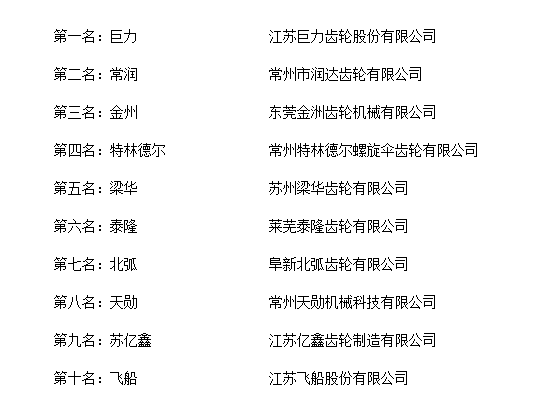 第一名：巨力 江苏巨力齿轮股份有限公司
第二名：常润 常州市润达齿轮有限公司
第三名：金州 东莞金洲齿轮机械有限公司
第四名：特林德尔 常州特林德尔螺旋伞齿轮有限公司
第五名：梁华 苏州梁华齿轮有限公司
第六名：泰隆 莱芜泰隆齿轮有限公司
第七名：北弧 阜新北弧齿轮有限公司
第八名：天勋 常州天勋机械科技有限公司
第九名：苏亿鑫 江苏亿鑫齿轮制造有限公司
第十名：飞船 江苏飞船股份有限公司